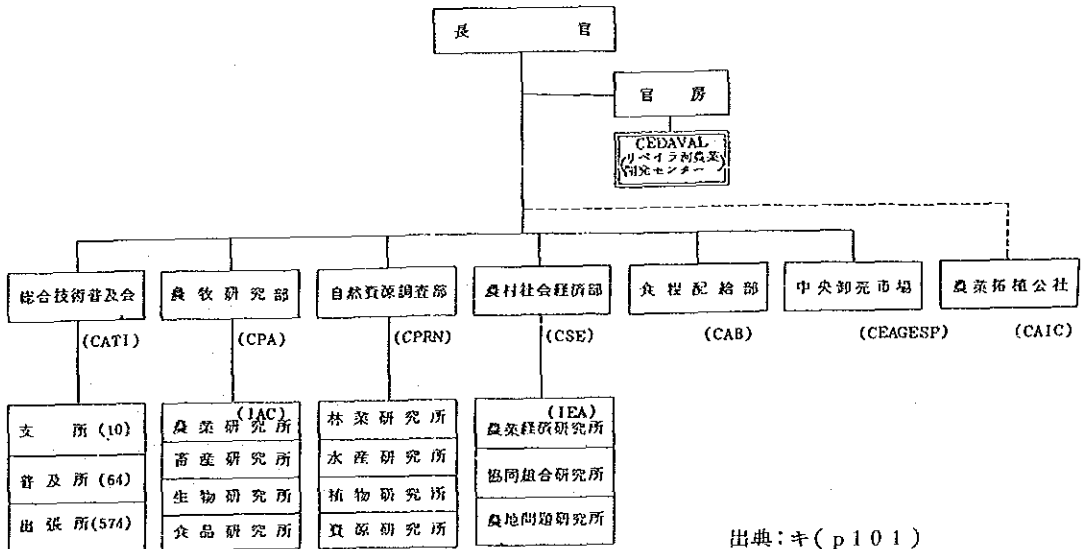 長官
官房
CEDAVAL
(リベイラ河農業
開発センター)
総合技術普及会
農牧研究部
自然資源調査部
農村社会経済部
食糧配給部
中央卸売市場
農業拓植公社
(CATI)
(CPA)
(CPRN)
(CSE)
(CAB)
(CEAGESP)
(CAIC)
支所(10)
普及所(64)
出張所(574)
(IAC)
農業研究所
畜産研究所
生物研究所
食品研究所
林業研究所
水産研究所
植物研究所
資源研究所
(IEA)
農業経済研究所
協同組合研究所
農地問題研究所
出典:キ(p101)